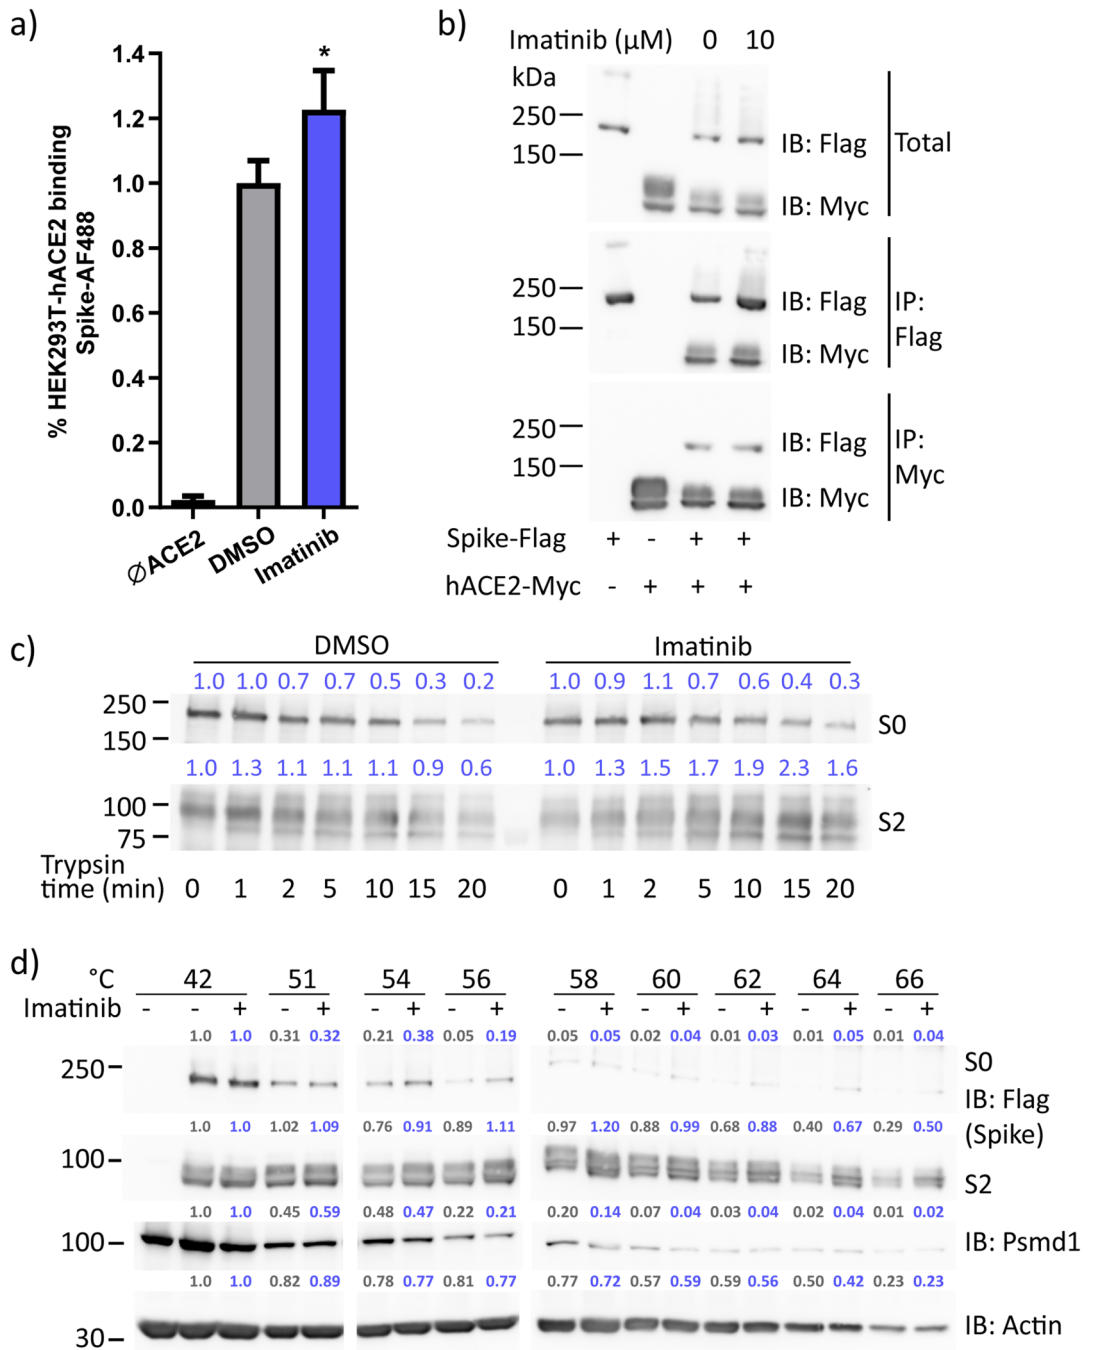 a)
% HEK293T-hACE2 binding
Spike-AF488
1.4
1.2
1.0
0.8
0.6
0.4
0.2
0.0
*
∅ACE2
DMSO
Imatinib
b)
Imatinib (µM) 0 10
kDa
250
150
IB: Flag
IB: Myc
Total
250
150
IB: Flag
IB: Myc
IP:
Flag
250
150
IB: Flag
IB: Myc
IP:
Myc
Spike-Flag + - + +
hACE2-Myc - + + +
c)
DMSO Imatinib
1.0 1.0 0.7 0.7 0.5 0.3 0.2 1.0 0.9 1.1 0.7 0.6 0.4 0.3
250
150
S0
1.0 1.3 1.1 1.1 1.1 0.9 0.6 1.0 1.3 1.5 1.7 1.9 2.3 1.6
100
75
S2
Trypsin
time (min) 0 1 2 5 10 15 20 0 1 2 5 10 15 20
d)
°C 42 51 54 56 58 60 62 64 66
Imatinib - - + - + - + - + - + - + - + - + - +
1.0 1.0 0.31 0.32 0.21 0.38 0.05 0.19 0.05 0.05 0.02 0.04 0.01 0.03 0.01 0.05 0.01 0.04
250
S0
IB: Flag
(Spike)
1.0 1.0 1.02 1.09 0.76 0.91 0.89 1.11 0.97 1.20 0.88 0.99 0.68 0.88 0.40 0.67 0.29 0.50
100
S2
1.0 1.0 0.45 0.59 0.48 0.47 0.22 0.21 0.20 0.14 0.07 0.04 0.03 0.04 0.02 0.04 0.01 0.02
100
IB: Psmd1
1.0 1.0 0.82 0.89 0.78 0.77 0.81 0.77 0.77 0.72 0.57 0.59 0.59 0.56 0.50 0.42 0.23 0.23
30
IB: Actin